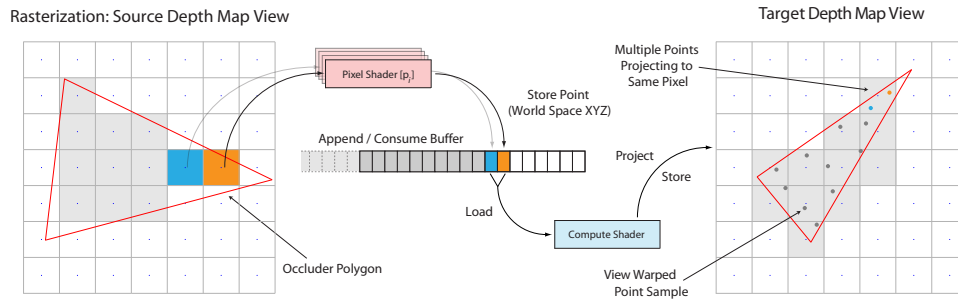 Rasterization: Source Depth Map View
Target Depth Map View
Pixel Shader [pⱼ]
Multiple Points
Projecting to
Same Pixel
Store Point
(World Space XYZ)
Append / Consume Buffer
Project
Store
Load
Compute Shader
Occluder Polygon
View Warped
Point Sample